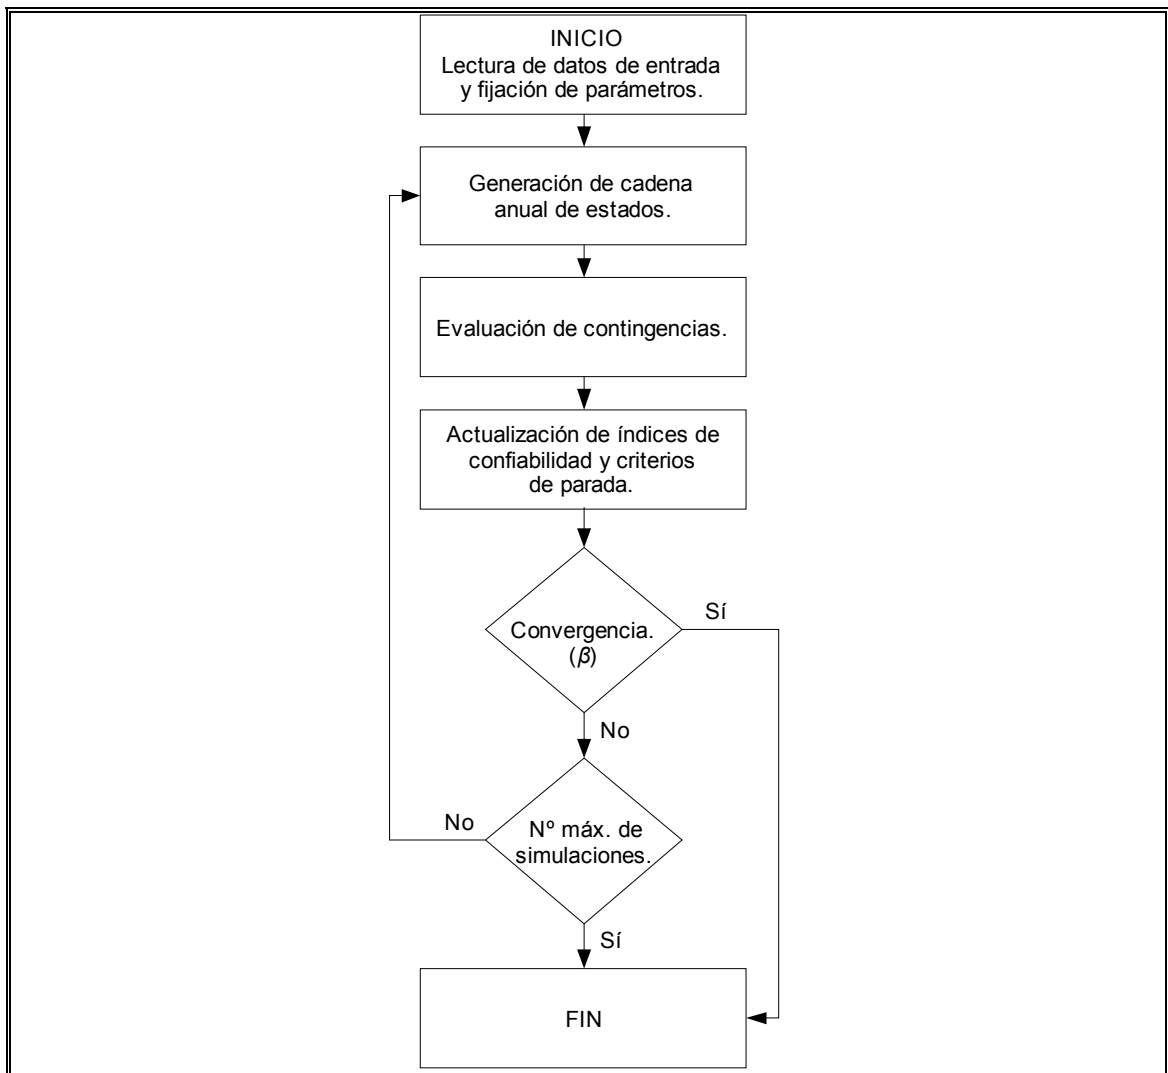 INICIO
Lectura de datos de entrada
y fijación de parámetros.
Generación de cadena
anual de estados.
Evaluación de contingencias.
Actualización de índices de
confiabilidad y criterios
de parada.
Convergencia.
(β)
Sí
No
Nº máx. de
simulaciones.
No
Sí
FIN